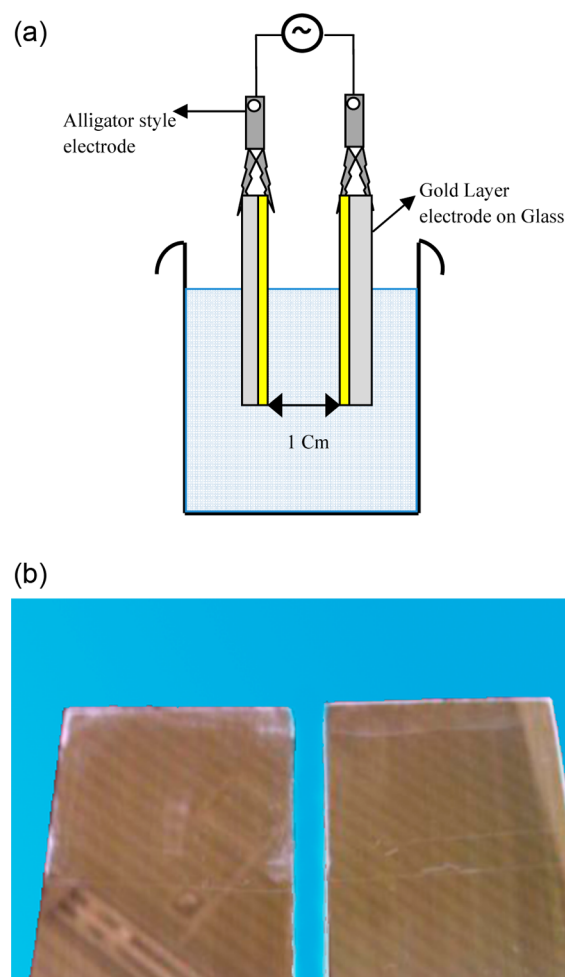 (a)
~
Alligator style
electrode
Gold Layer
electrode on Glass
1 Cm
(b)